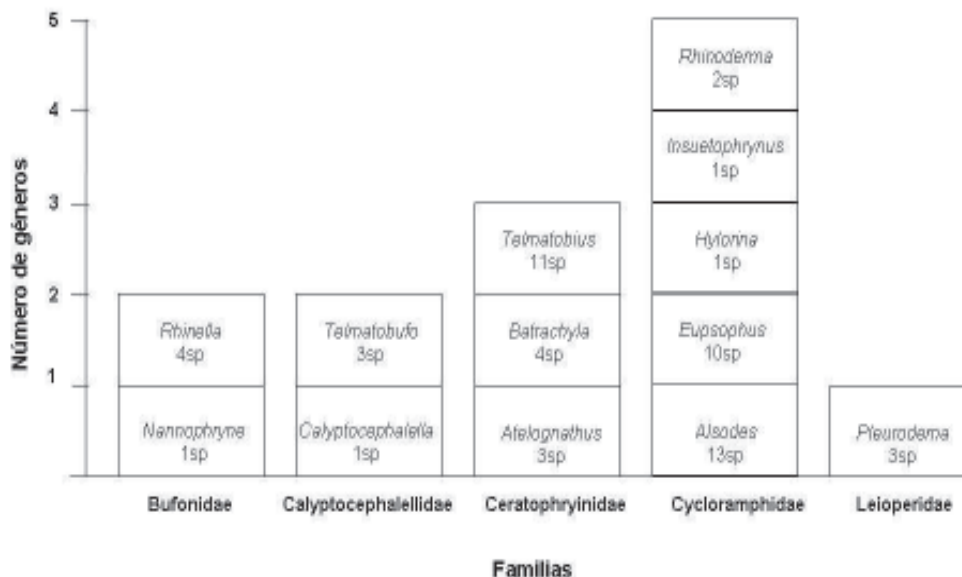 Número de géneros
5
4
3
2
1
Rhinella
4sp
Nannophryne
1sp
Telmatobufo
3sp
Calyptocephalella
1sp
Telmatobius
11sp
Batrachyla
4sp
Atelognathus
3sp
Rhinoderma
2sp
Insuetophrynus
1sp
Hylorina
1sp
Eupsophus
10sp
Alsodes
13sp
Pleurodema
3sp
Bufonidae
Calyptocephalellidae
Ceratophryinidae
Cycloramphidae
Leioperidae
Familias